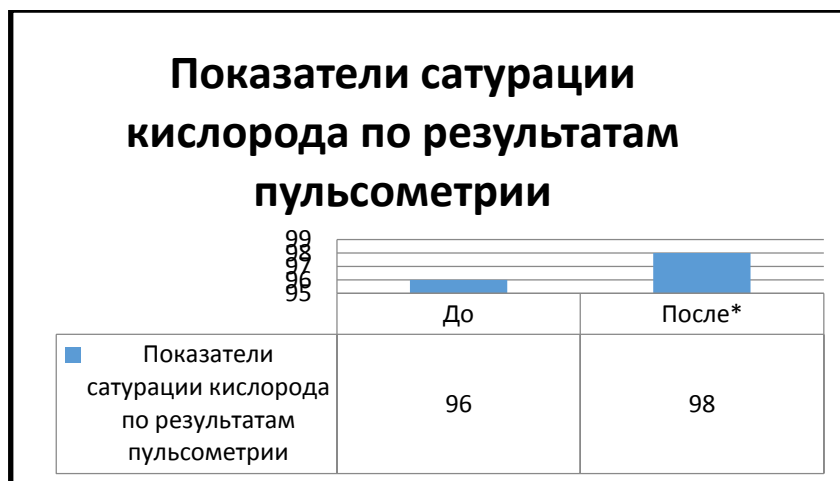 Показатели сатурации
кислорода по результатам
пульсометрии
99
98
97
96
95
До
После*
Показатели
сатурации кислорода
по результатам
пульсометрии
96
98